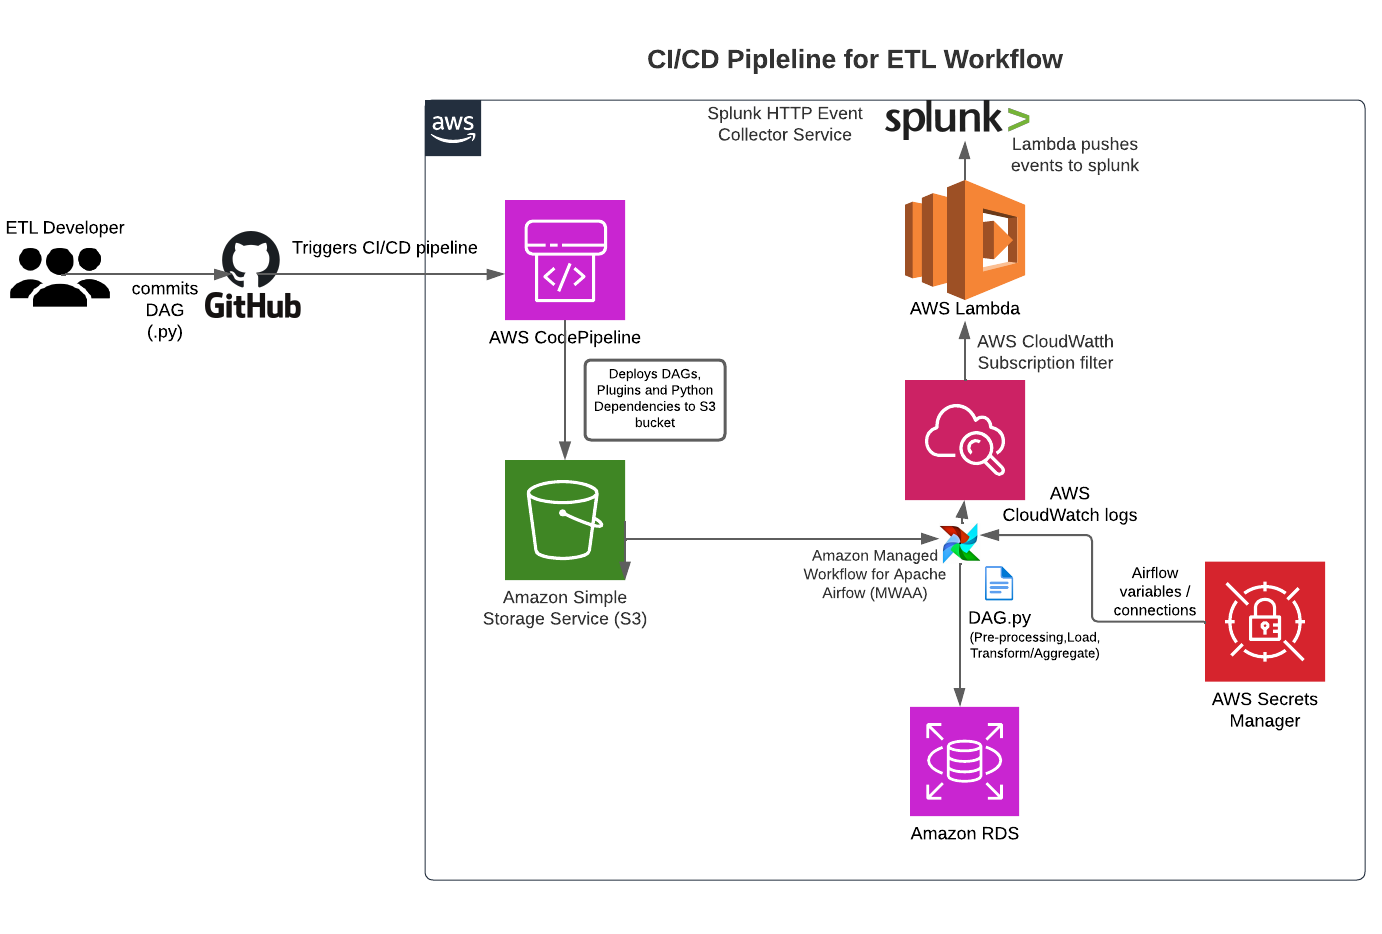 CI/CD Pipleline for ETL Workflow
aws
Splunk HTTP Event
Collector Service
splunk>
Lambda pushes
events to splunk
ETL Developer
commits
DAG
(.py)
GitHub
Triggers CI/CD pipeline
AWS CodePipeline
Deploys DAGs,
Plugins and Python
Dependencies to S3
bucket
Amazon Simple
Storage Service (S3)
AWS Lambda
AWS CloudWatth
Subscription filter
AWS
CloudWatch logs
Amazon Managed
Workflow for Apache
Airfow (MWAA)
DAG.py
(Pre-processing,Load,
Transform/Aggregate)
Airflow
variables /
connections
AWS Secrets
Manager
Amazon RDS